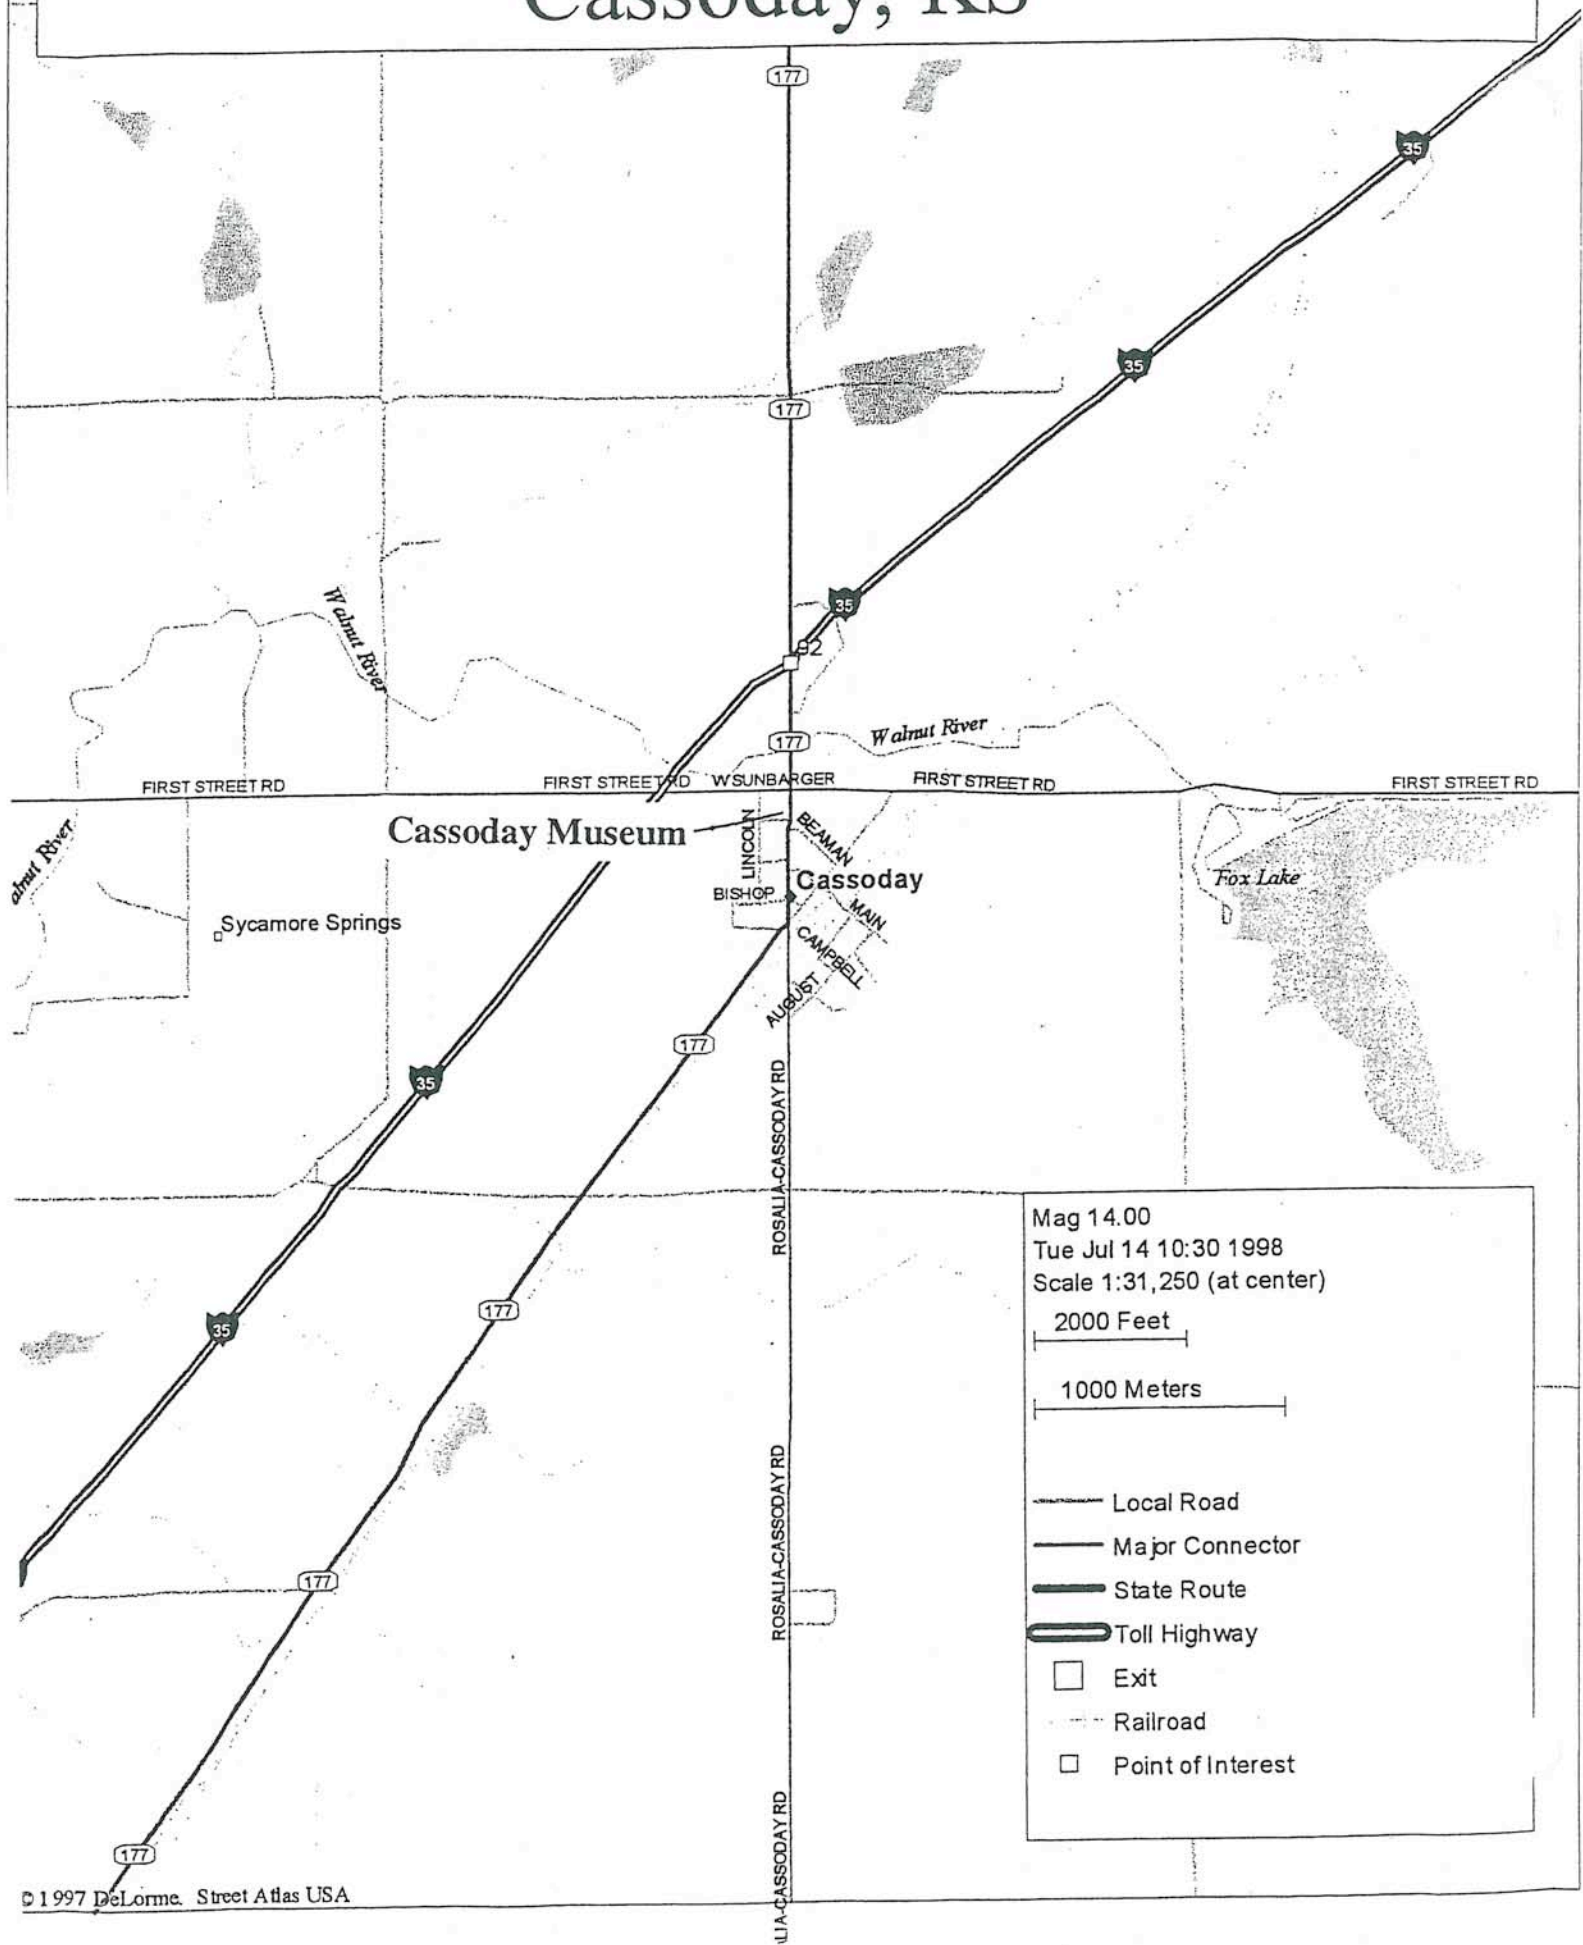 Cassoday, KS
177
35
35
177
35
Walnut River
92
177
Walnut River
FIRST STREET RD
FIRST STREET RD
W SUNBARGER
FIRST STREET RD
FIRST STREET RD
Cassoday Museum
LINCOLN
BEAMAN
alnut River
Cassoday
Fox Lake
BISHOP
MAIN
Sycamore Springs
CAMPBELL
AUGUST
177
35
ROSALIA-CASSODAY RD
Mag 14.00
Tue Jul 14 10:30 1998
Scale 1:31,250 (at center)
2000 Feet
1000 Meters
177
35
ROSALIA-CASSODAY RD
Local Road
Major Connector
State Route
Toll Highway
Exit
Railroad
Point of Interest
177
177
LIA-CASSODAY RD
©1997 DeLorme. Street Atlas USA